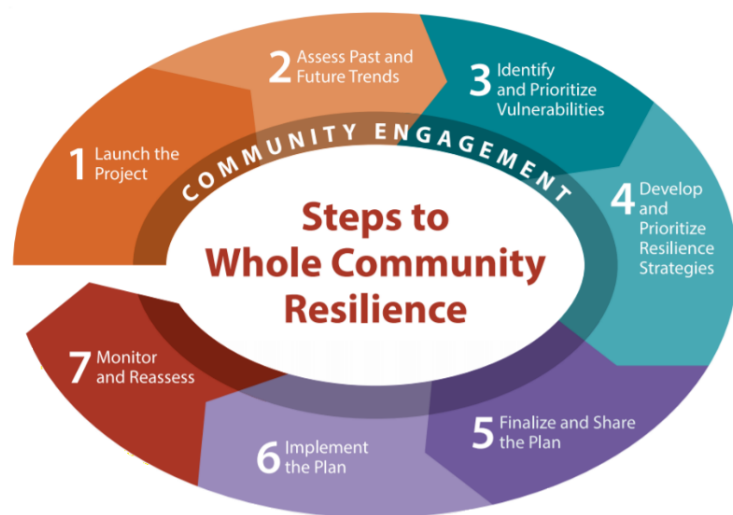 1 Launch the
Project
2 Assess Past and
Future Trends
3 Identify
and Prioritize
Vulnerabilities
4 Develop
and
Prioritize
Resilience
Strategies
5 Finalize and Share
the Plan
6 Implement
the Plan
7 Monitor
and Reassess
COMMUNITY ENGAGEMENT
Steps to
Whole Community
Resilience